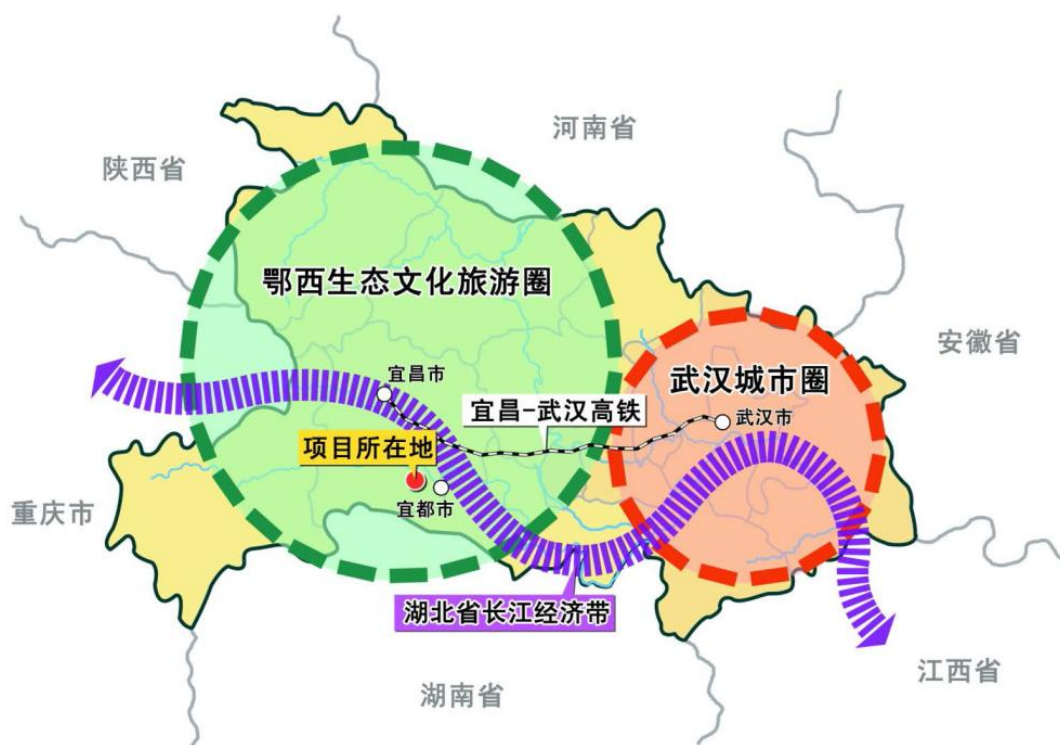 河南省
陕西省
鄂西生态文化旅游圈
安徽省
武汉城市圈
宜昌市
宜昌-武汉高铁
武汉市
项目所在地
宜都市
重庆市
湖北省长江经济带
江西省
湖南省